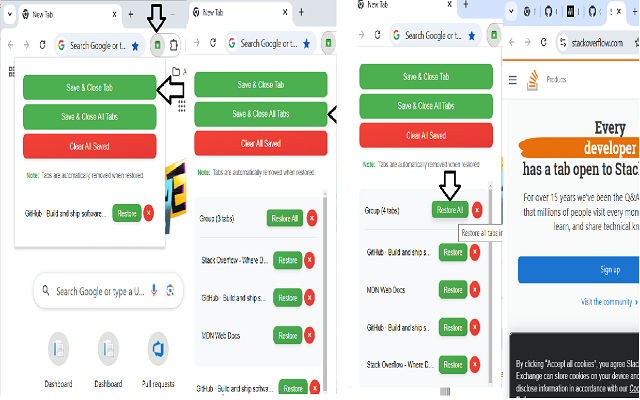 New Tab
Search Google or t...
Save & Close Tab
Save & Close All Tabs
Clear All Saved
Note: Tabs are automatically removed when restored
GitHub · Build and ship software...
Restore
x
Search Google or type a U...
Dashboard
Dashboard
Pull requests
New Tab
Search Google or t...
Save & Close Tab
Save & Close All Tabs
Clear All Saved
Note: Tabs are automatically removed when restored
Group (3 tabs)
Restore All
x
Stack Overflow - Where D...
Restore
x
GitHub · Build and ship s...
Restore
x
MDN Web Docs
Restore
x
GitHub · Build and ship softwa...
Restore
x
New Tab
Search Google or t...
Save & Close Tab
Save & Close All Tabs
Clear All Saved
Note: Tabs are automatically removed when restored
Group (4 tabs)
Restore All
x
Restore all tabs in
GitHub · Build and ship s...
Restore
x
MDN Web Docs
Restore
x
GitHub · Build and ship s...
Restore
x
Stack Overflow - Where D...
Restore
x
stackoverflow.com
Products
Every
developer
has a tab open to Stac
For over 15 years we've been the Q&A
that millions of people visit every mon
learn, and share technical kno
Sign up
Visit the community
By clicking "Accept all cookies", you agree Stac
Exchange can store cookies on your device and
disclose information in accordance with our Coo